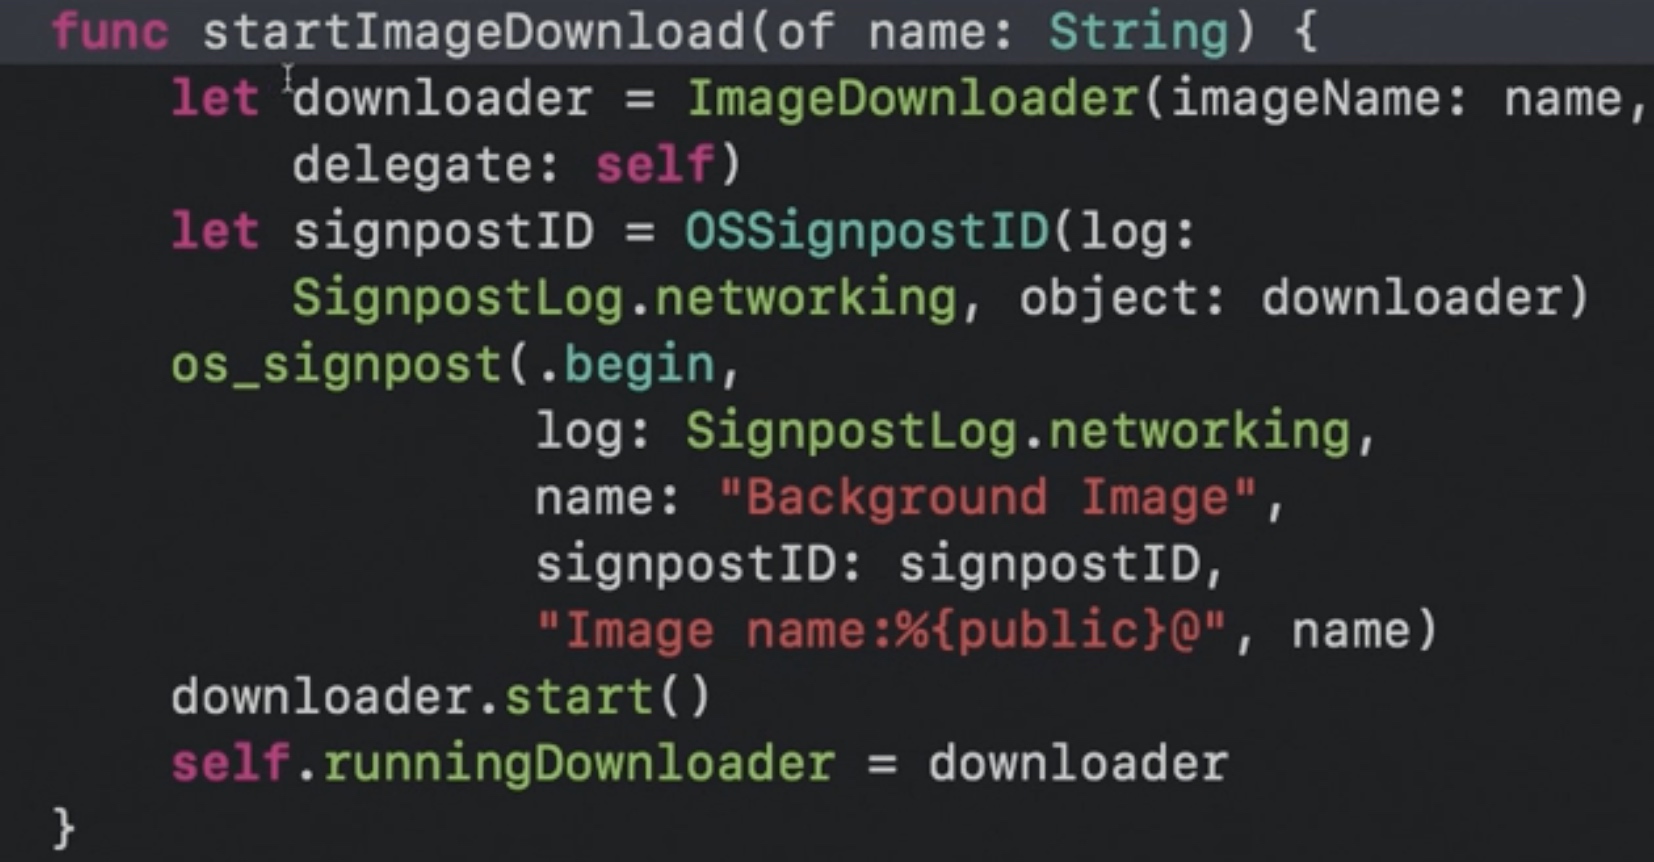 func startImageDownload(of name: String) {
    let downloader = ImageDownloader(imageName: name,
        delegate: self)
    let signpostID = OSSignpostID(log:
        SignpostLog.networking, object: downloader)
    os_signpost(.begin,
                log: SignpostLog.networking,
                name: "Background Image",
                signpostID: signpostID,
                "Image name:%{public}@", name)
    downloader.start()
    self.runningDownloader = downloader
}